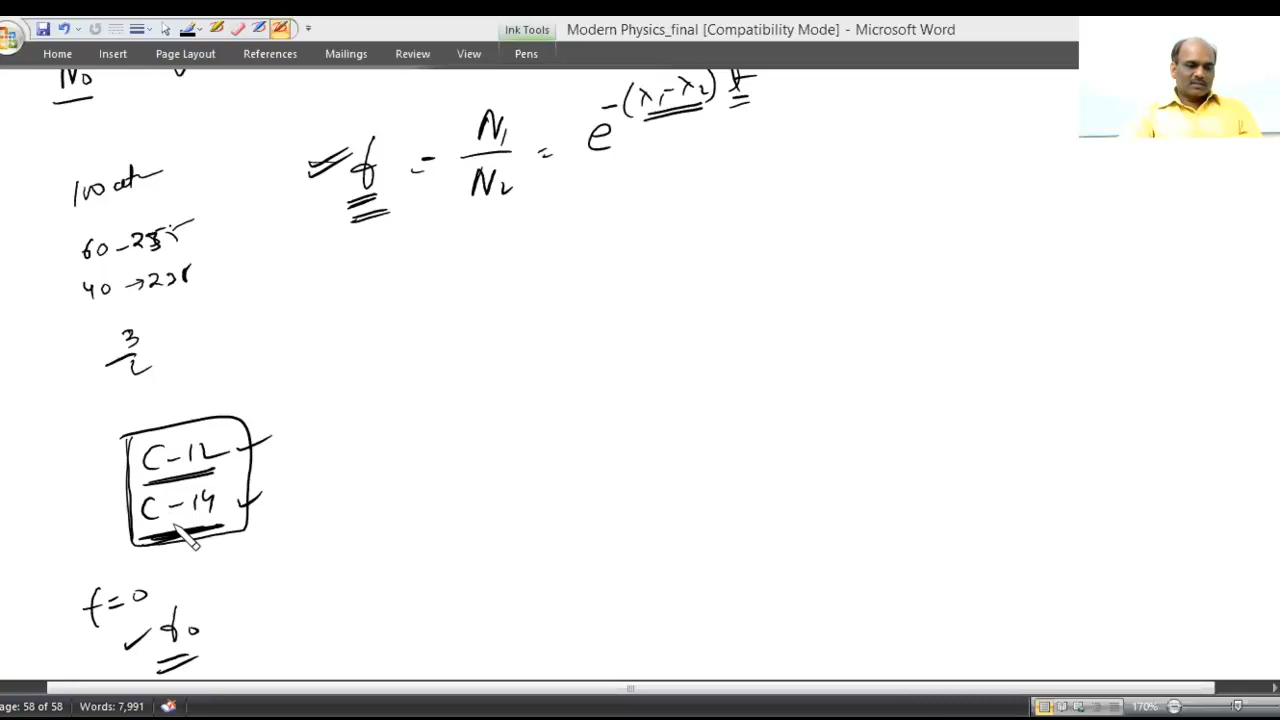 Ink Tools
Modern Physics_final [Compatibility Mode] - Microsoft Word
Home Insert Page Layout References Mailings Review View Pens
N₀
f = N₁/N₂ = e^-(λ₁-λ₂)t
60 - 235
40 → 238
3/2
C-12
C-14
t=0
f₀
Page: 58 of 58 Words: 7,991 170%